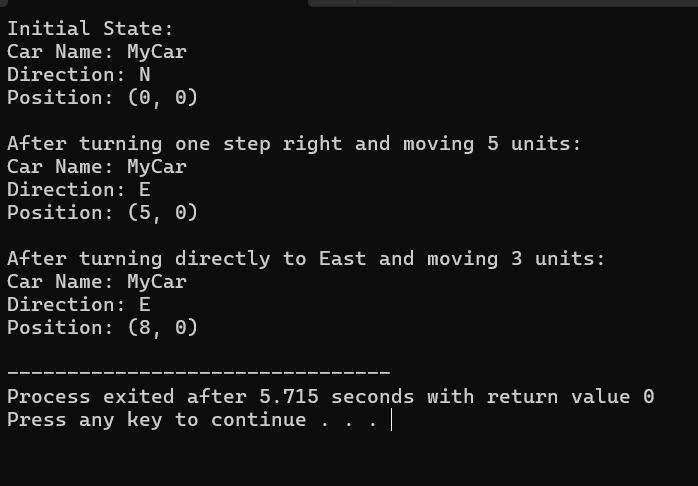 Initial State:
Car Name: MyCar
Direction: N
Position: (0, 0)
After turning one step right and moving 5 units:
Car Name: MyCar
Direction: E
Position: (5, 0)
After turning directly to East and moving 3 units:
Car Name: MyCar
Direction: E
Position: (8, 0)
--------------------------------
Process exited after 5.715 seconds with return value 0
Press any key to continue . . .